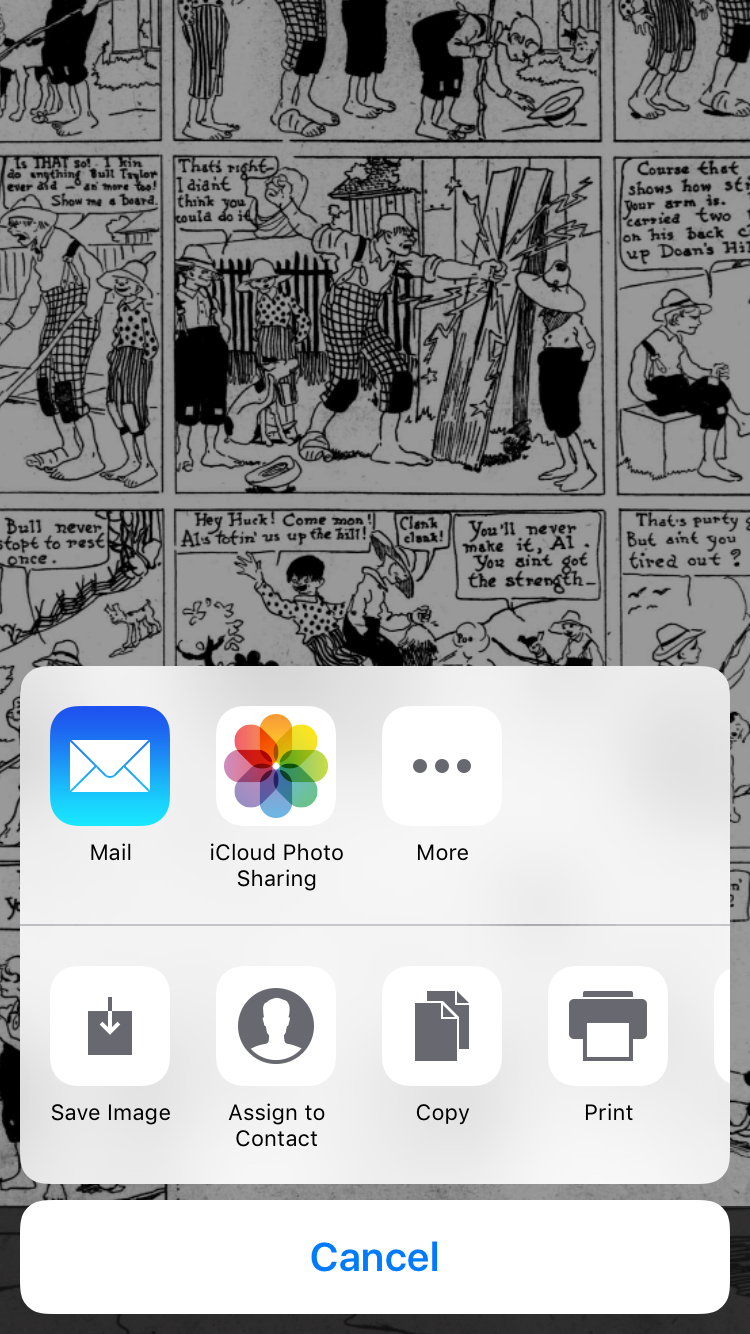 Is THAT so! I kin
do anything Bull Taylor
ever did — an' more too!
Show me a board.
That's right
I didn't
think you
could do it
Course that
shows how
your arm is.
carried two
on his back
up Doan's
Bull never
stopt to rest
once.
Hey Huck! Come mon!
Al's totin' us up the hill!
Clank
cloak!
You'll never
make it, Al.
You aint got
the strength—
That's purty
But aint you
tired out?
Mail
iCloud Photo
Sharing
More
Save Image
Assign to
Contact
Copy
Print
Cancel